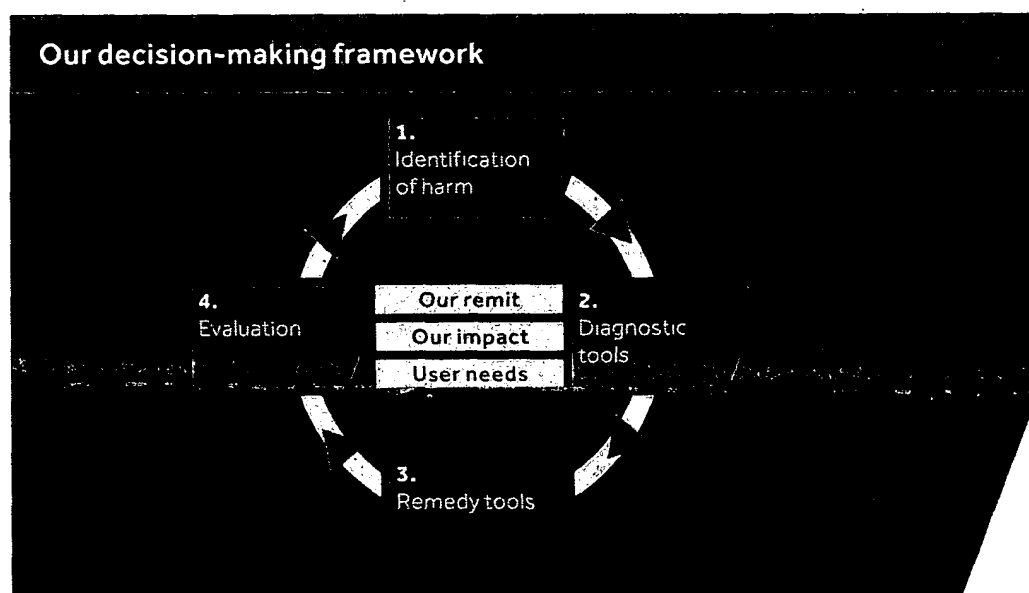 Our decision-making framework
1.
Identification
of harm
4.
Evaluation
Our remit
Our impact
User needs
2.
Diagnostic
tools
3.
Remedy tools